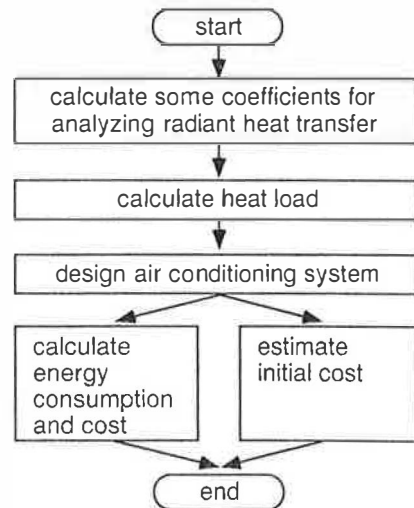 start
calculate some coefficients for
analyzing radiant heat transfer
calculate heat load
design air conditioning system
calculate
energy
consumption
and cost
estimate
initial cost
end